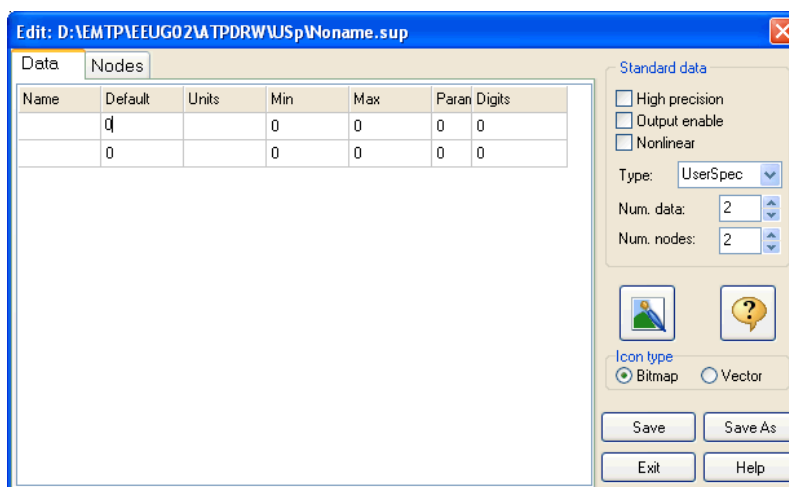 Edit: D:\EMTP\EEUG02\ATPDRW\USp\Noname.sup
Data Nodes
Name Default Units Min Max Param Digits
0 0 0 0 0
0 0 0 0 0
Standard data
High precision
Output enable
Nonlinear
Type: UserSpec
Num. data: 2
Num. nodes: 2
?
Icon type
Bitmap Vector
Save Save As
Exit Help